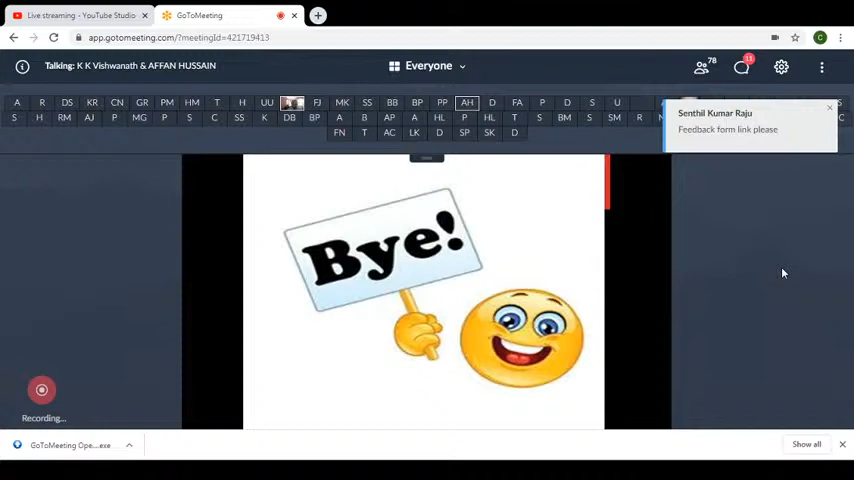 Live streaming - YouTube Studio
GoToMeeting
app.gotomeeting.com/?meetingId=421719413
C
Talking: K K Vishwanath & AFFAN HUSSAIN
Everyone
78
11
A R DS KR CN GR PM HM T H UU FJ MK SS BB BP PP AH D FA P D S U
S H RM AJ P MG P S C SS K DB BP A B AP A HL P HL T S BM S SM R
FN T AC LK D SP SK D
Senthil Kumar Raju
Feedback form link please
Bye!
Recording...
GoToMeeting Ope....exe
Show all